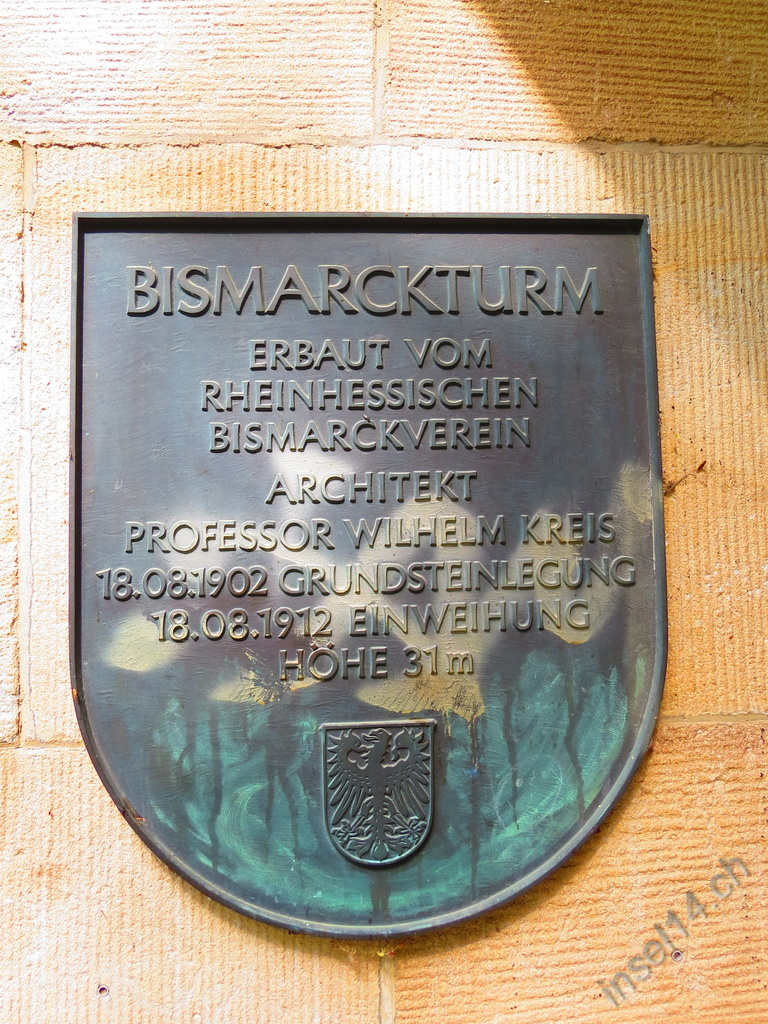 BISMARCKTURM
ERBAUT VOM
RHEINHESSISCHEN
BISMARCKVEREIN
ARCHITEKT
PROFESSOR WILHELM KREIS
18.08.1902 GRUNDSTEINLEGUNG
18.08.1912 EINWEIHUNG
HÖHE 31m
insel14.ch